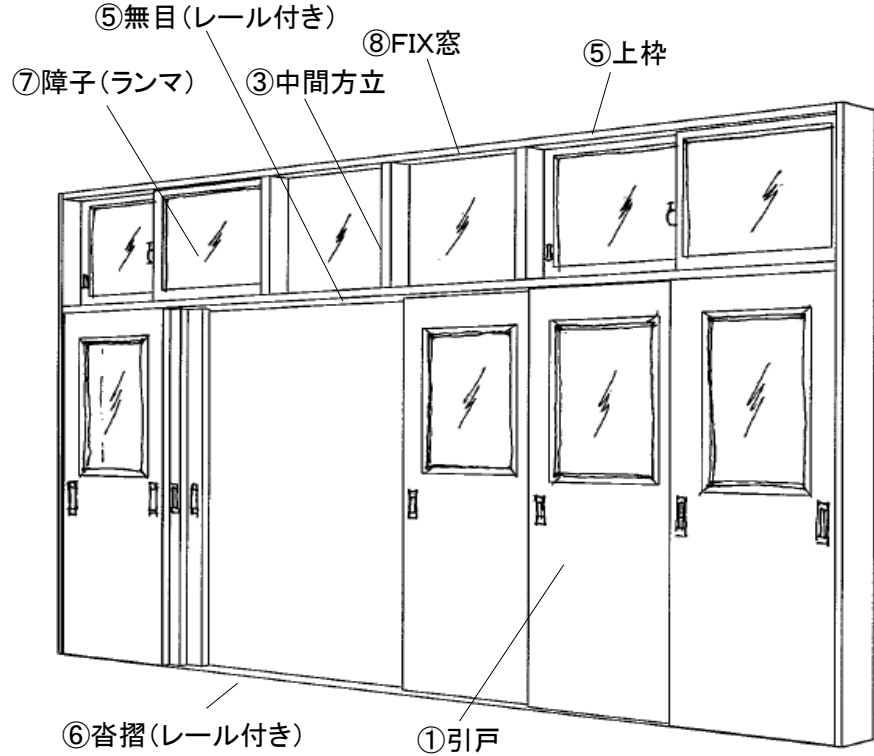 ⑤無目(レール付き)
⑧FIX窓
⑤上枠
⑦障子(ランマ)
③中間方立
⑥沓摺(レール付き)
①引戸